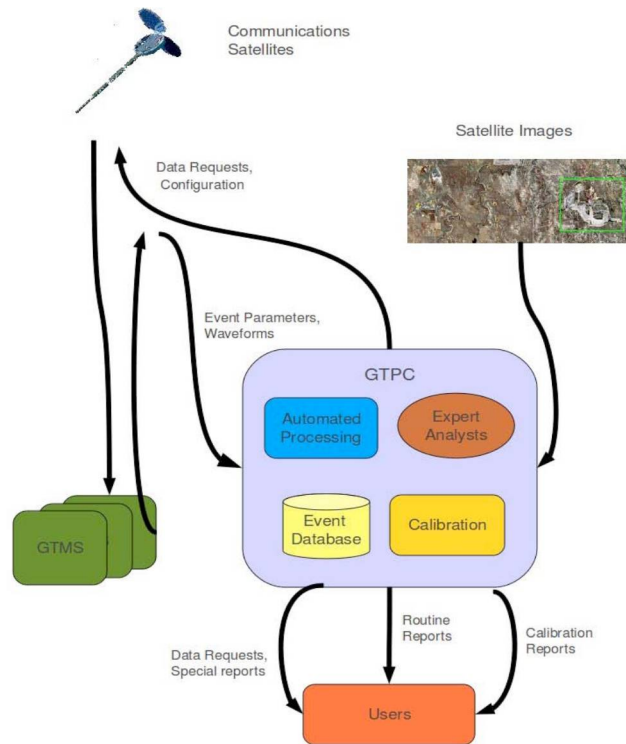 Communications
Satellites
Satellite Images
Data Requests,
Configuration
Event Parameters,
Waveforms
GTPC
Automated
Processing
Expert
Analysts
Event
Database
Calibration
GTMS
Routine
Reports
Calibration
Reports
Data Requests,
Special reports
Users